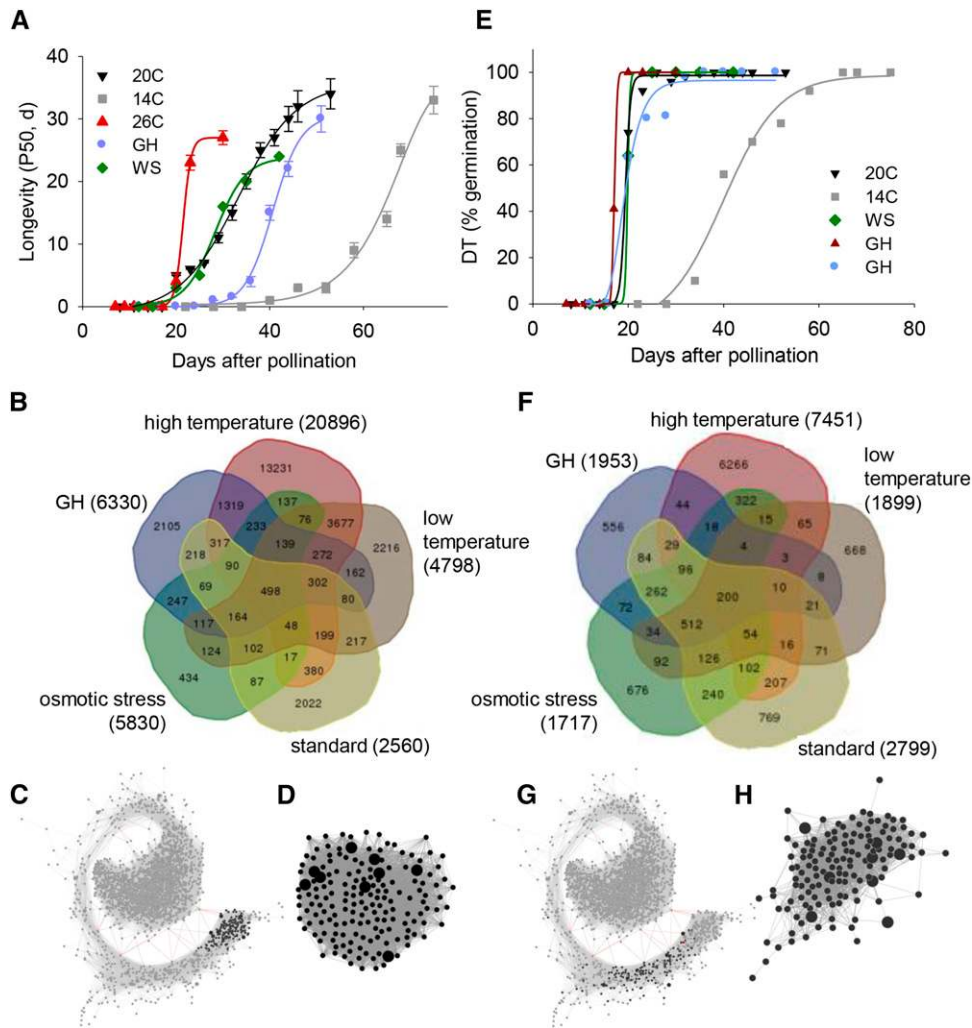 A
Longevity (P50, d)
40
30
20
10
0
20C
14C
26C
GH
WS
0 20 40 60
Days after pollination
E
DT (% germination)
100
80
60
40
20
0
20C
14C
WS
GH
GH
0 20 40 60 80
Days after pollination
B
high temperature (20896)
GH (6330)
low
temperature
(4798)
osmotic stress
(5830)
standard (2560)
13231
1319 137
2105 233 76 3677
317 139 272 2216
218 90 162
69 498 302 80
247
117 164 48 199 217
124 102
17 380
434 87
2022
F
high temperature (7451)
GH (1953)
low
temperature
(1899)
osmotic stress
(1717)
standard (2799)
6266
44 322
556 18 15 65
29 4 3 668
84 96 8
262 200 10 21
72
34 512 54 16 71
92 126
102 207
676 240
769
C
D
G
H